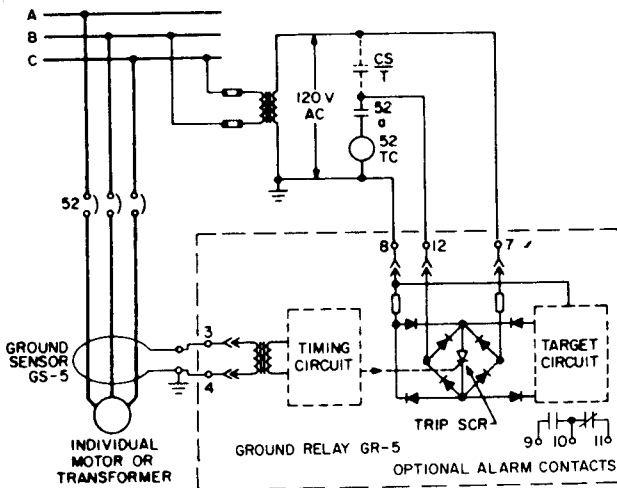 A
B
C
120 V
AC
CS
T
52
a
52
TC
52
8
12
7
3
4
GROUND
SENSOR
GS-5
TIMING
CIRCUIT
TARGET
CIRCUIT
TRIP SCR
INDIVIDUAL
MOTOR OR
TRANSFORMER
GROUND RELAY GR-5
9
10
11
OPTIONAL ALARM CONTACTS